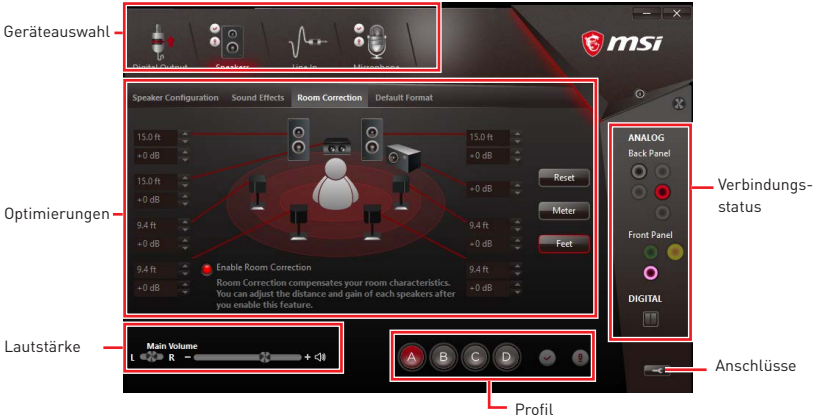 Geräteauswahl
Optimierungen
Lautstärke
Digital Output
Speakers
Line In
Microphone
msi
Speaker Configuration Sound Effects Room Correction Default Format
15.0 ft
+0 dB
15.0 ft
+0 dB
9.4 ft
+0 dB
9.4 ft
+0 dB
15.0 ft
+0 dB
+0 dB
9.4 ft
+0 dB
9.4 ft
+0 dB
Reset
Meter
Feet
Enable Room Correction
Room Correction compensates your room characteristics.
You can adjust the distance and gain of each speakers after
you enable this feature.
ANALOG
Back Panel
Front Panel
DIGITAL
Verbindungs-
status
Main Volume
L R − +
A B C D
Anschlüsse
Profil